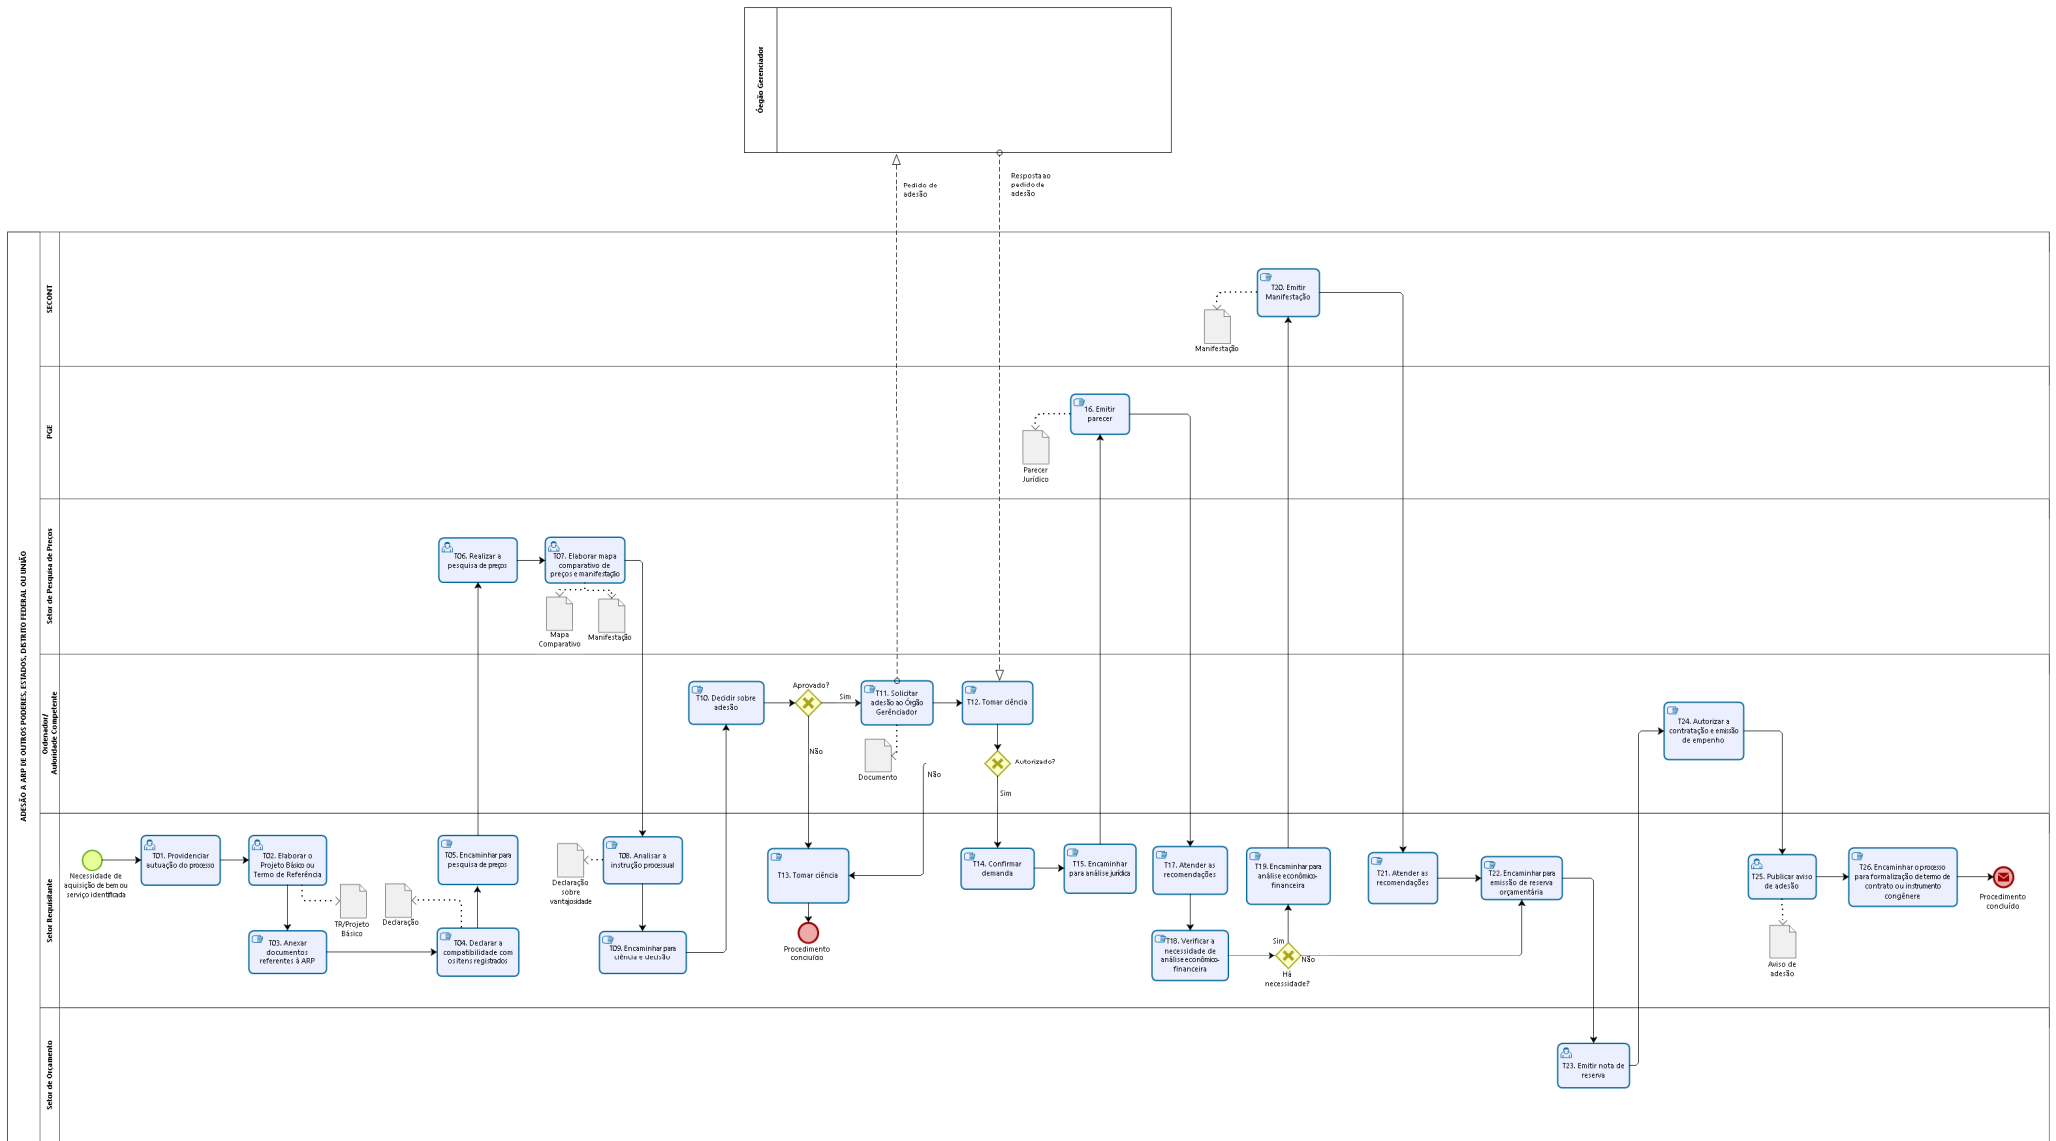 Óegão Gerenciador
Pedido de
adesão
Resposta ao
pedido de
adesão
ADESÃO A ARP DE OUTROS PODERES, ESTADOS, DISTRITO FEDERAL OU UNIÃO
SECONT
T20. Emitir
Manifestação
Manifestação
PGE
16. Emitir
parecer
Parecer
Jurídico
Setor de Pesquisa de Preços
T06. Realizar a
pesquisa de preços
T07. Elaborar mapa
comparativo de
preços e manifestação
Mapa
Comparativo
Manifestação
Ordenador/
Autoridade Competente
T10. Decidir sobre
adesão
Aprovado?
Sim
Não
T11. Solicitar
adesão ao Órgão
Gerenciador
Documento
T12. Tomar ciência
Autorizado?
Não
Sim
T24. Autorizar a
contratação e emissão
de empenho
Setor Requisitante
Necessidade de
aquisição de bem ou
serviço identificada
T01. Providenciar
autuação do processo
T02. Elaborar o
Projeto Básico ou
Termo de Referência
TR/Projeto
Básico
T03. Anexar
documentos
referentes à ARP
Declaração
T04. Declarar a
compatibilidade com
os itens registrados
T05. Encaminhar para
pesquisa de preços
Declaração
sobre
vantajosidade
T08. Analisar a
instrução processual
T09. Encaminhar para
ciência e decisão
T13. Tomar ciência
Procedimento
concluído
T14. Confirmar
demanda
T15. Encaminhar
para análise jurídica
T17. Atender as
recomendações
T18. Verificar a
necessidade de
análise econômico-
financeira
T19. Encaminhar para
análise econômico-
financeira
Sim
Não
Há
necessidade?
T21. Atender as
recomendações
T22. Encaminhar para
emissão de reserva
orçamentária
T25. Publicar aviso
de adesão
Aviso de
adesão
T26. Encaminhar o processo
para formalização de termo de
contrato ou instrumento
congênere
Procedimento
concluído
Setor de Orçamento
T23. Emitir nota de
reserva